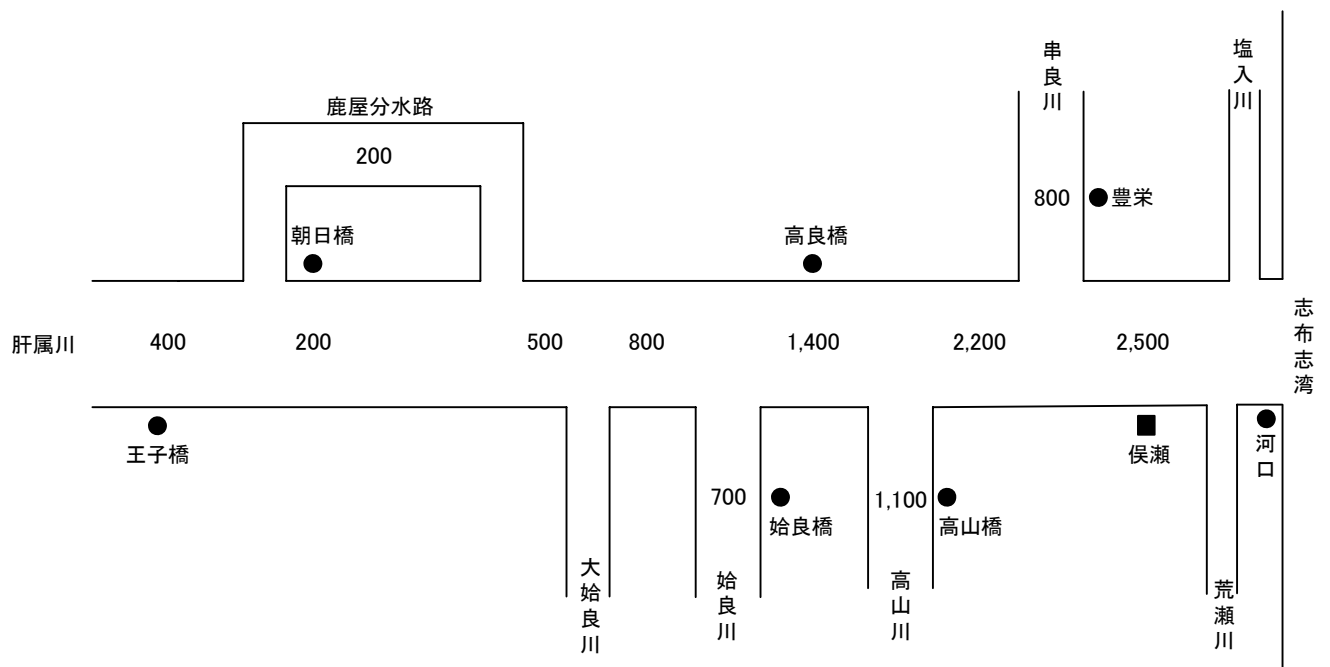 鹿屋分水路
200
串良川
塩入川
800
豊栄
朝日橋
高良橋
肝属川
400
200
500
800
1,400
2,200
2,500
志布志湾
王子橋
俣瀬
河口
700
姶良橋
1,100
高山橋
大姶良川
姶良川
高山川
荒瀬川